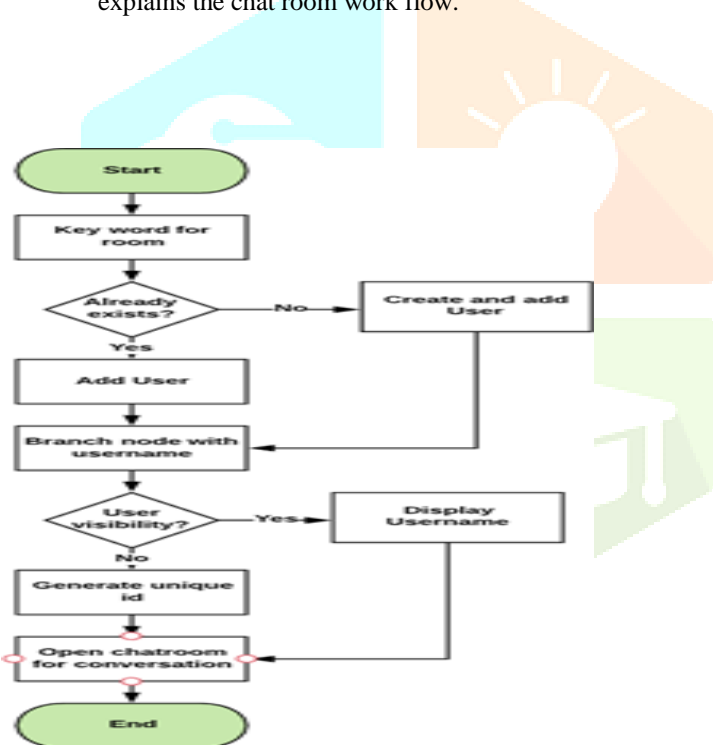 explains the chat room work flow.
Start
Key word for
room
Already
exists?
No
Create and add
User
Yes
Add User
Branch node with
username
User
visibility?
Yes
Display
Username
No
Generate unique
id
Open chatroom
for conversation
End